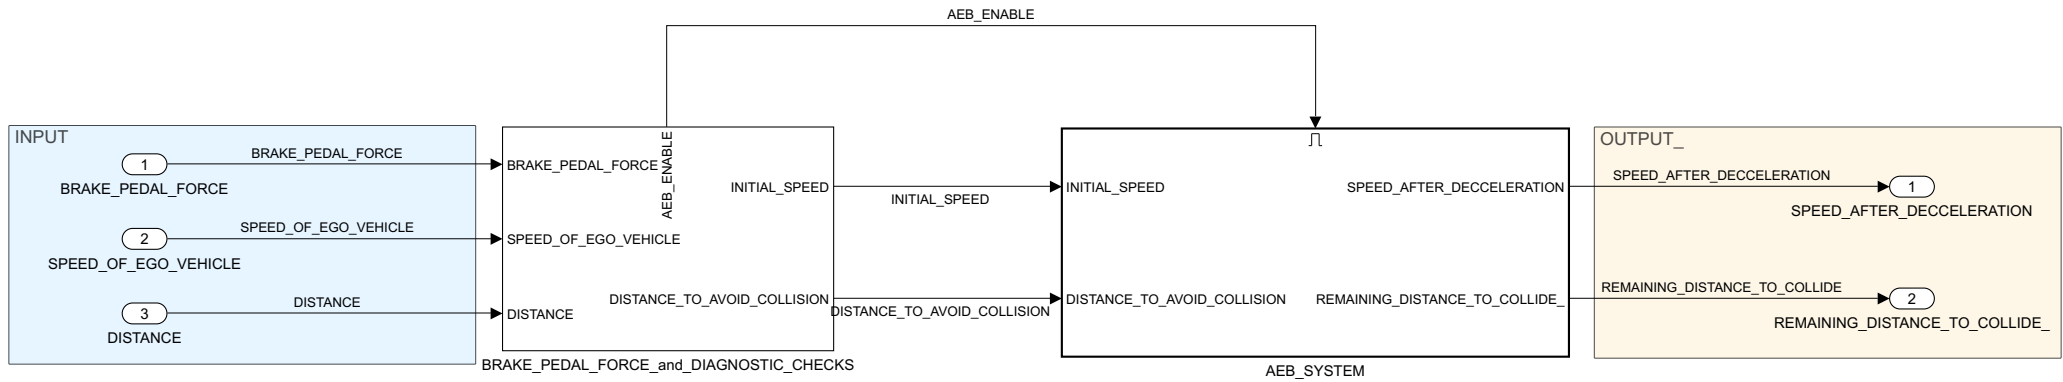 AEB_ENABLE
INPUT
1
BRAKE_PEDAL_FORCE
BRAKE_PEDAL_FORCE
2
SPEED_OF_EGO_VEHICLE
SPEED_OF_EGO_VEHICLE
3
DISTANCE
DISTANCE
BRAKE_PEDAL_FORCE
AEB_ENABLE
SPEED_OF_EGO_VEHICLE
DISTANCE
INITIAL_SPEED
DISTANCE_TO_AVOID_COLLISION
BRAKE_PEDAL_FORCE_and_DIAGNOSTIC_CHECKS
INITIAL_SPEED
DISTANCE_TO_AVOID_COLLISION
INITIAL_SPEED
DISTANCE_TO_AVOID_COLLISION
SPEED_AFTER_DECCELERATION
REMAINING_DISTANCE_TO_COLLIDE_
AEB_SYSTEM
OUTPUT_
SPEED_AFTER_DECCELERATION
1
SPEED_AFTER_DECCELERATION
REMAINING_DISTANCE_TO_COLLIDE
2
REMAINING_DISTANCE_TO_COLLIDE_